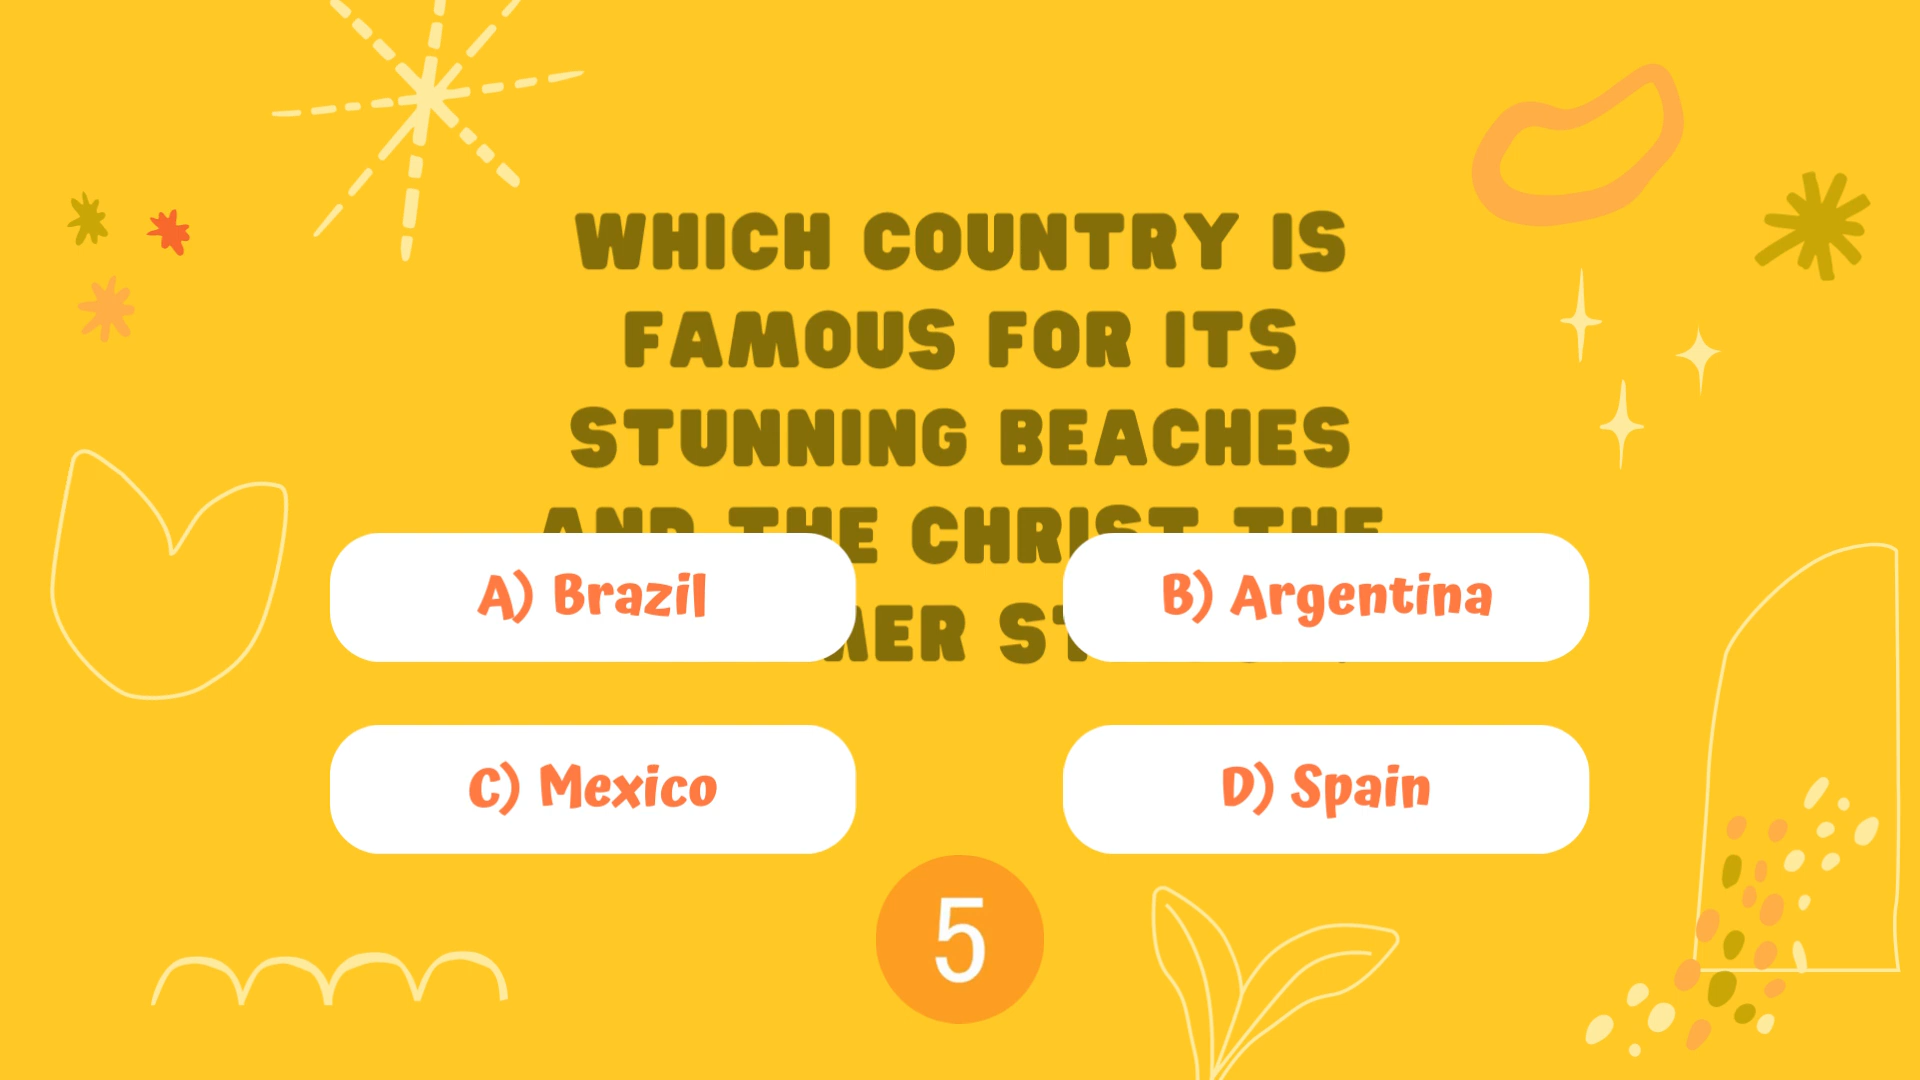 WHICH COUNTRY IS
FAMOUS FOR ITS
STUNNING BEACHES
AND THE CHRIST THE
A) Brazil
B) Argentina
C) Mexico
D) Spain
5